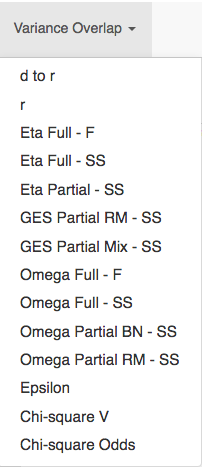 Variance Overlap
d to r
r
Eta Full - F
Eta Full - SS
Eta Partial - SS
GES Partial RM - SS
GES Partial Mix - SS
Omega Full - F
Omega Full - SS
Omega Partial BN - SS
Omega Partial RM - SS
Epsilon
Chi-square V
Chi-square Odds